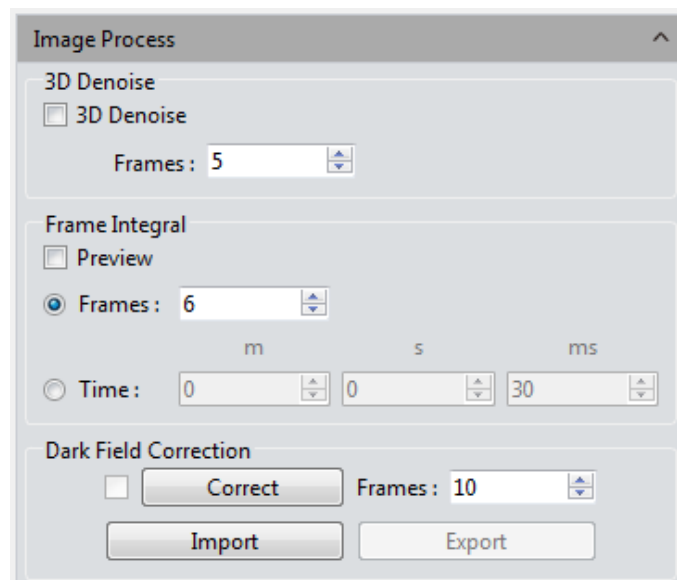 Image Process
3D Denoise
3D Denoise
Frames : 5
Frame Integral
Preview
Frames : 6
m s ms
Time : 0 0 30
Dark Field Correction
Correct Frames : 10
Import Export